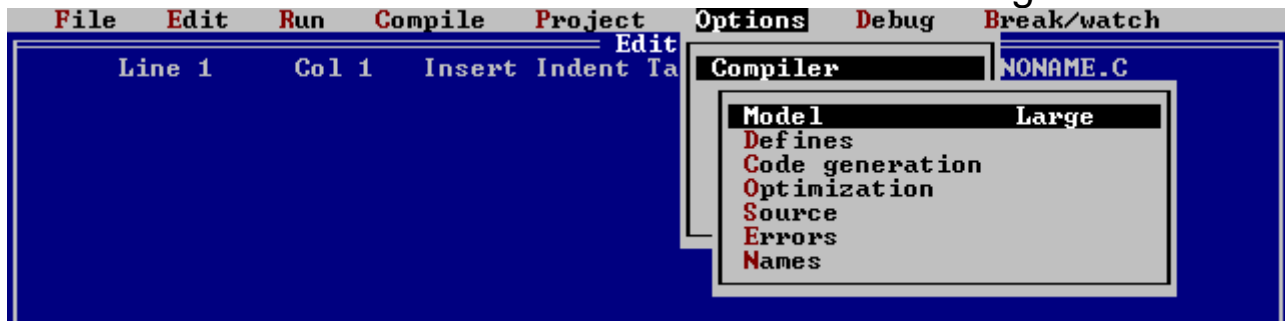 File Edit Run Compile Project Options Debug Break/watch
Edit
Line 1 Col 1 Insert Indent Ta Compiler NONAME.C
Model Large
Defines
Code generation
Optimization
Source
Errors
Names